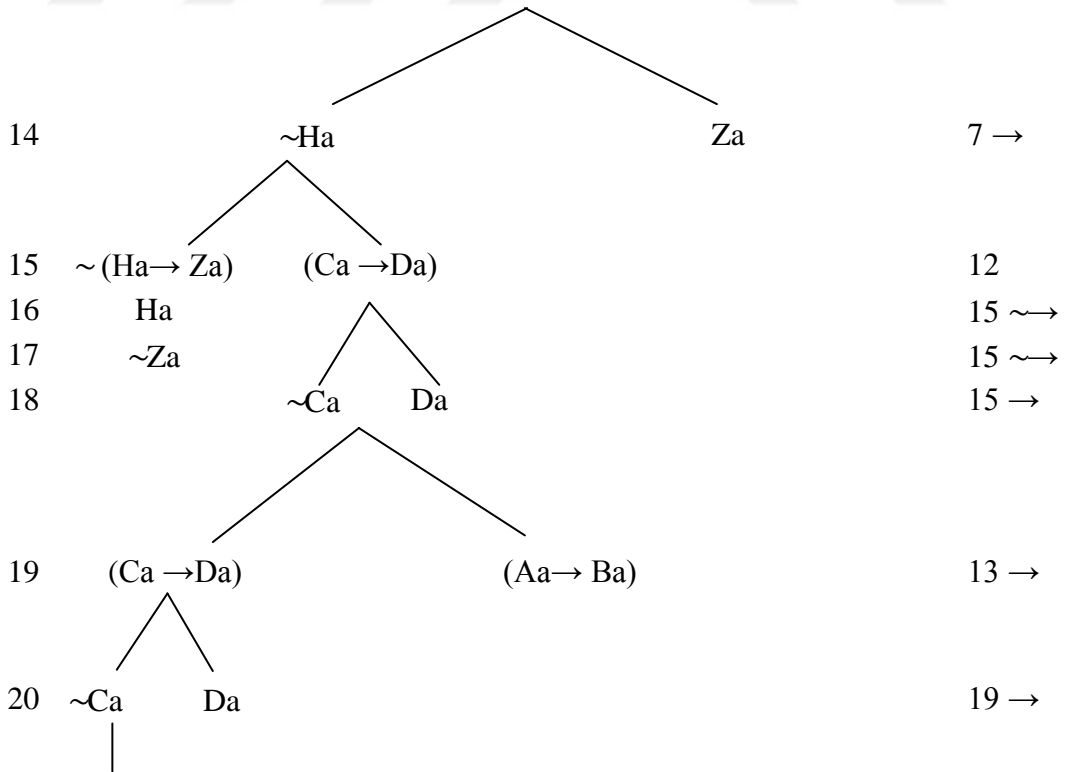 14 ~Ha Za 7 →
15 ~(Ha→ Za) (Ca →Da) 12
16 Ha 15 ~→
17 ~Za 15 ~→
18 ~Ca Da 15 →
19 (Ca →Da) (Aa→ Ba) 13 →
20 ~Ca Da 19 →